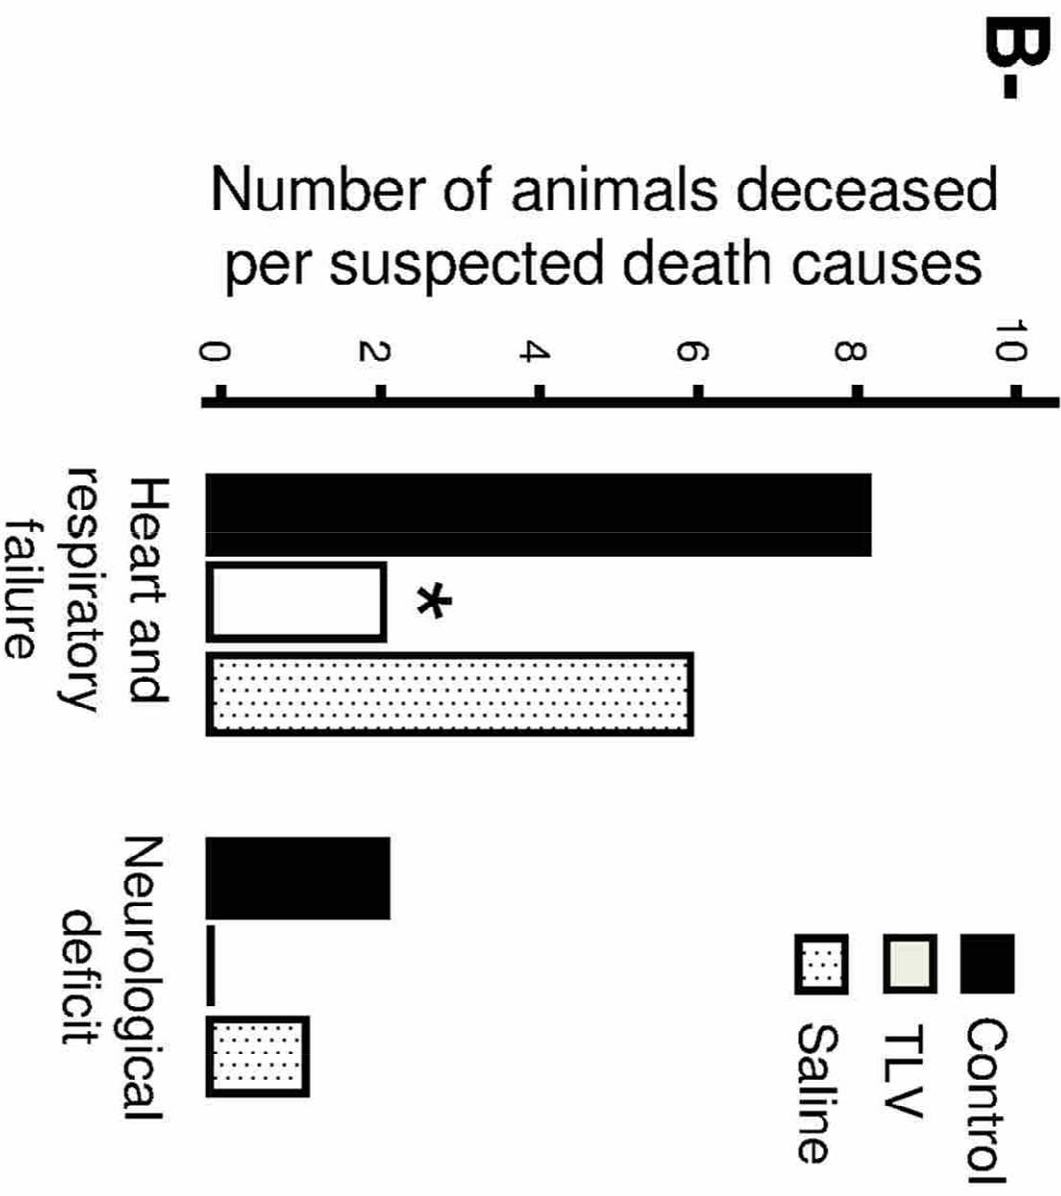 B-
Number of animals deceased
per suspected death causes
10
8
6
4
2
0
*
Control
TLV
Saline
Heart and
respiratory
failure
Neurological
deficit